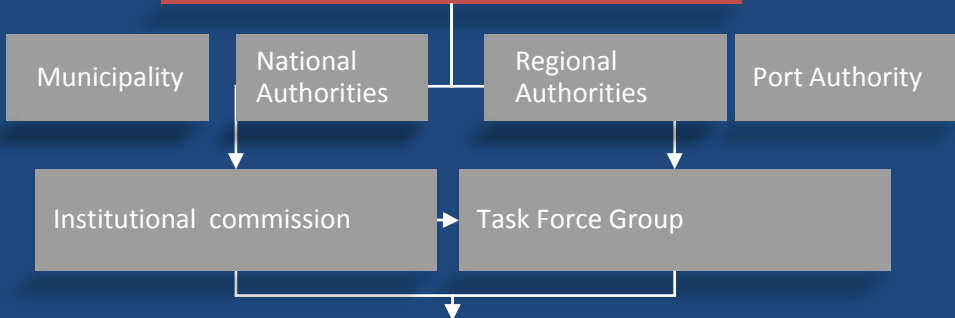 Municipality
National
Authorities
Regional
Authorities
Port Authority
Institutional  commission
Task Force Group